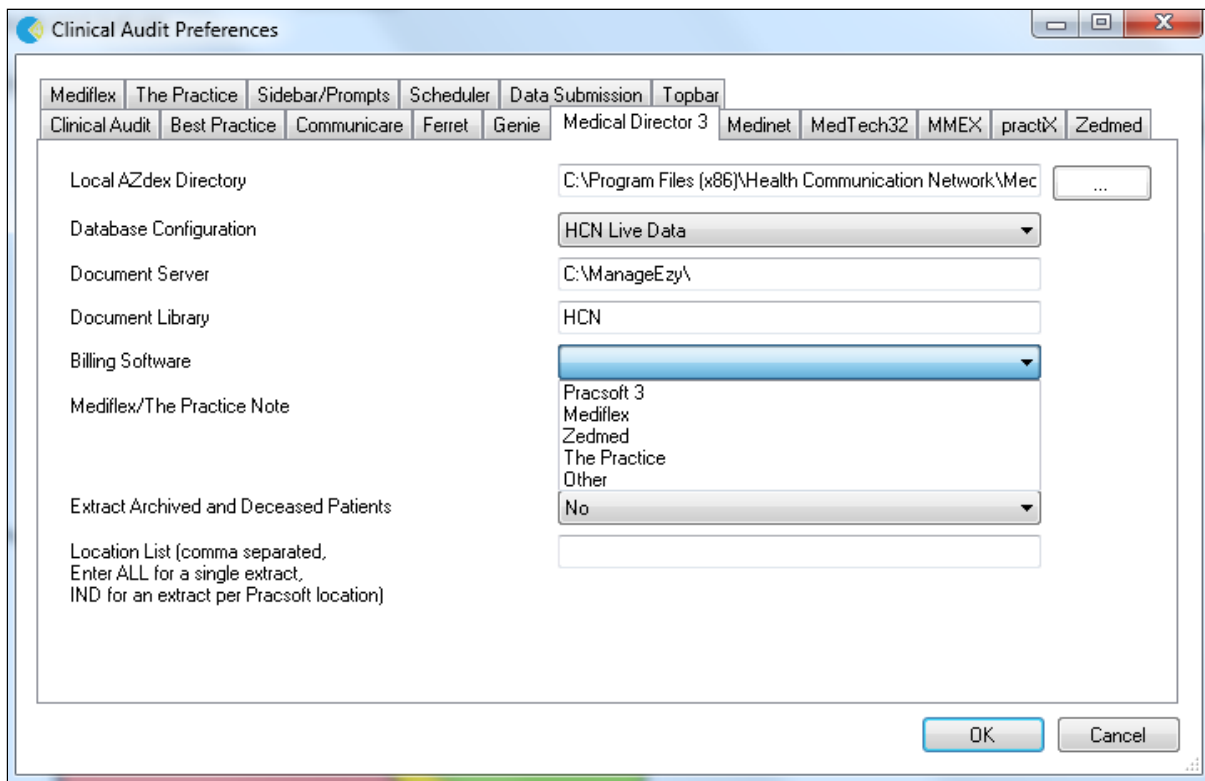 Clinical Audit Preferences
Mediflex The Practice Sidebar/Prompts Scheduler Data Submission Topbar
Clinical Audit Best Practice Communicare Ferret Genie Medical Director 3 Medinet MedTech32 MMEX practiX Zedmed
Local AZdex Directory C:\Program Files (x86)\Health Communication Network\Mec ...
Database Configuration HCN Live Data
Document Server C:\ManageEzy\
Document Library HCN
Billing Software
Pracsoft 3
Mediflex/The Practice Note Mediflex
Zedmed
The Practice
Other
Extract Archived and Deceased Patients No
Location List (comma separated,
Enter ALL for a single extract,
IND for an extract per Pracsoft location)
OK Cancel